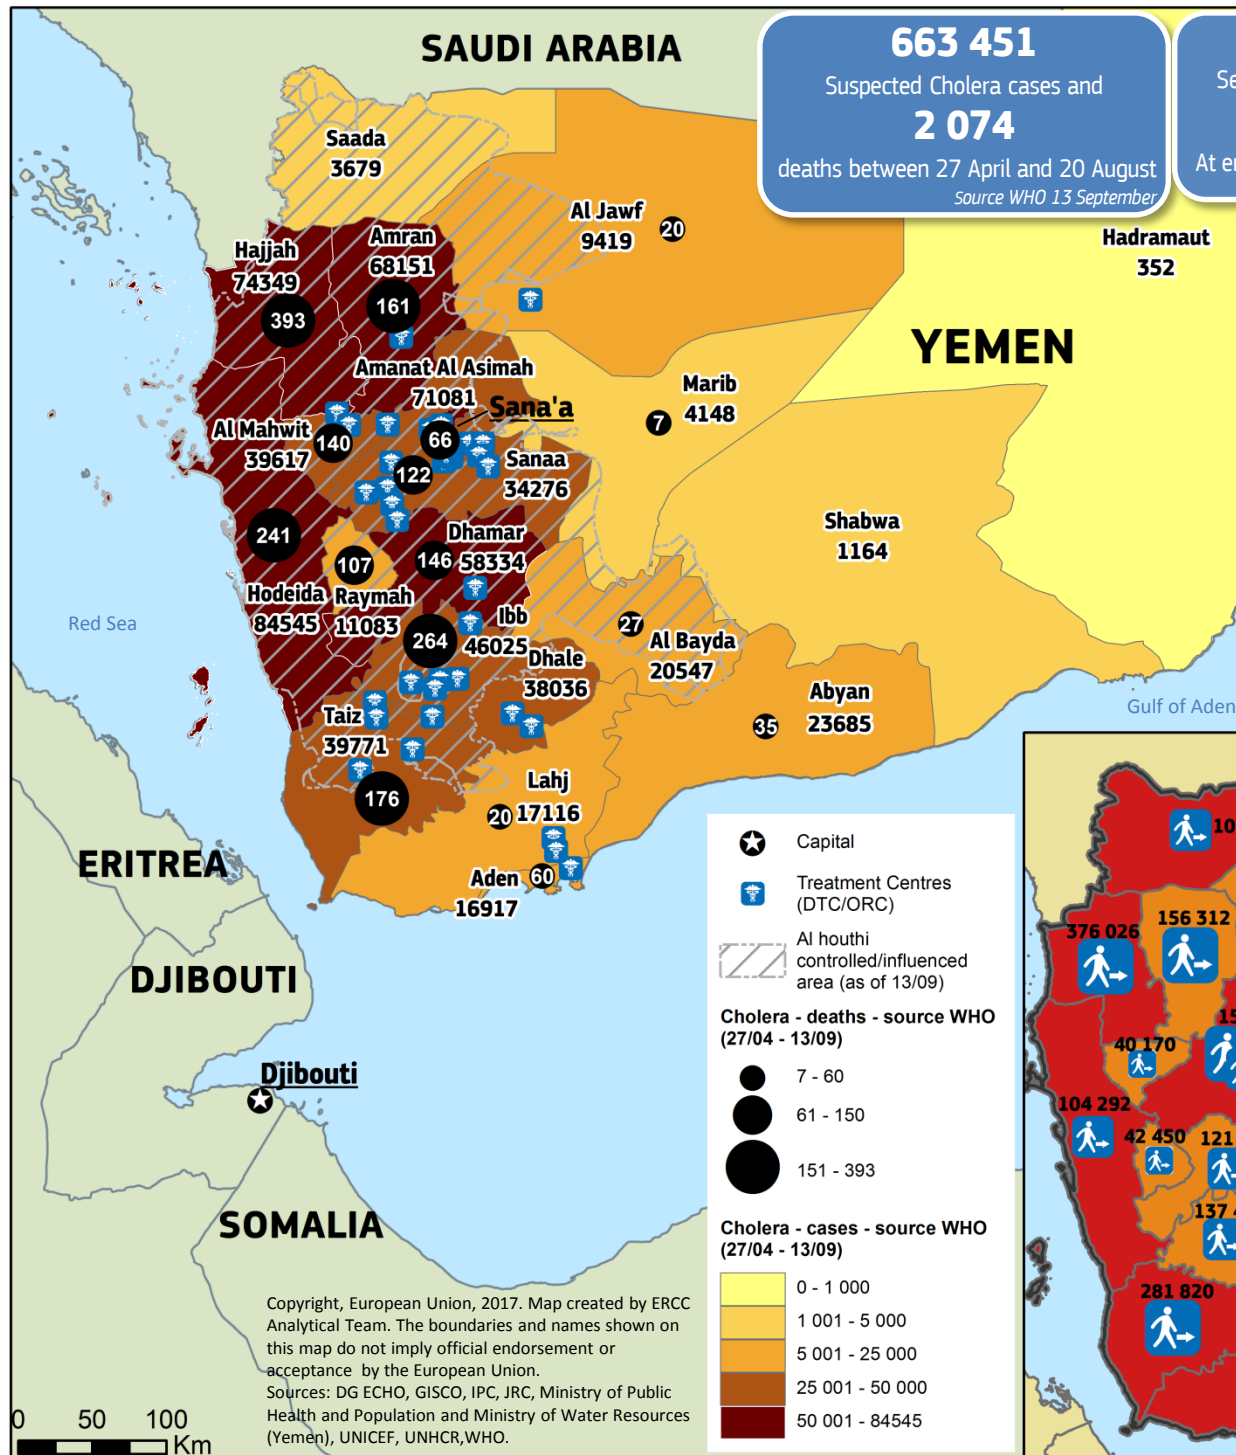 SAUDI ARABIA
663 451
Suspected Cholera cases and
2 074
deaths between 27 April and 20 August
Source WHO 13 September
Se
At er
Saada
3679
Al Jawf
9419
20
Hadramaut
352
Hajjah
74349
393
Amran
68151
161
YEMEN
Amanat Al Asimah
71081
Sana'a
66
Marib
4148
7
Al Mahwit
39617
140
122
Sanaa
34276
Shabwa
1164
241
107
Dhamar
58334
146
Hodeida
84545
Raymah
11083
Ibb
46025
264
27
Al Bayda
20547
Red Sea
Dhale
38036
Abyan
23685
35
Gulf of Aden
Taiz
39771
176
Lahj
17116
20
Aden
16917
60
ERITREA
DJIBOUTI
Djibouti
SOMALIA
Capital
Treatment Centres
(DTC/ORC)
Al houthi
controlled/influenced
area (as of 13/09)
Cholera - deaths - source WHO
(27/04 - 13/09)
7 - 60
61 - 150
151 - 393
Cholera - cases - source WHO
(27/04 - 13/09)
0 - 1 000
1 001 - 5 000
5 001 - 25 000
25 001 - 50 000
50 001 - 84545
10
376 026
156 312
15
40 170
104 292
42 450
121
137 4
281 820
Copyright, European Union, 2017. Map created by ERCC
Analytical Team. The boundaries and names shown on
this map do not imply official endorsement or
acceptance by the European Union.
Sources: DG ECHO, GISCO, IPC, JRC, Ministry of Public
Health and Population and Ministry of Water Resources
(Yemen), UNICEF, UNHCR,WHO.
0 50 100
Km